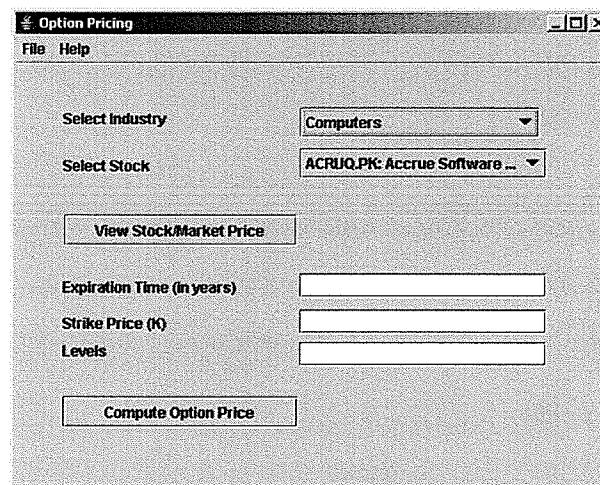 Option Pricing
File Help
Select Industry Computers
Select Stock ACRUQ.PK: Accrue Software ...
View Stock/Market Price
Expiration Time (in years)
Strike Price (K)
Levels
Compute Option Price